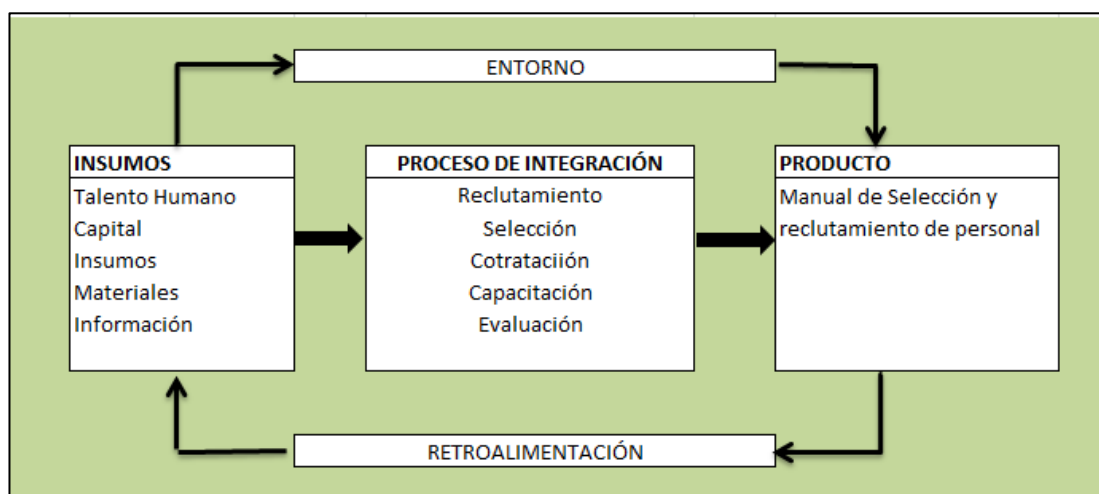 ENTORNO
INSUMOS
Talento Humano
Capital
Insumos
Materiales
Información
PROCESO DE INTEGRACIÓN
Reclutamiento
Selección
Cotrataciión
Capacitación
Evaluación
PRODUCTO
Manual de Selección y
reclutamiento de personal
RETROALIMENTACIÓN